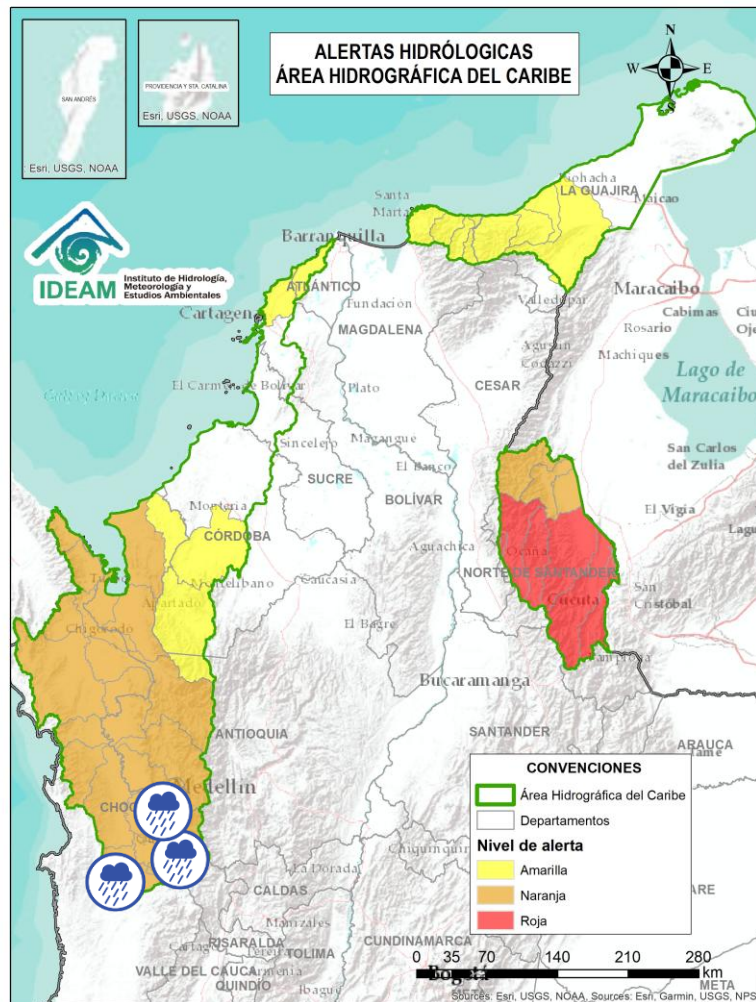 ALERTAS HIDRÓLOGICAS
ÁREA HIDROGRÁFICA DEL CARIBE
SAN ANDRÉS
Esri, USGS, NOAA
PROVIDENCIA Y STA. CATALINA
Esri, USGS, NOAA
N
W
E
S
IDEAM
Instituto de Hidrología,
Meteorología y
Estudios Ambientales
LA GUAJIRA
Maicao
Santa
Marta
Barranquilla
ATLÁNTICO
Cartagena
Fundación
MAGDALENA
Valledupar
Maracaibo
Cabimas
Rosario
Machiques
Agustín
Codazzi
Lago de
Maracaibo
CESAR
El Carmen de Bolívar
Plato
Sincelejo
Magangue
SUCRE
El Banco
BOLÍVAR
San Carlos
del Zulia
El Vigía
Montería
CÓRDOBA
Aguachica
Ocaña
NORTE DE SANTANDER
Cúcuta
San
Cristóbal
Caucasia
Apartado
Chigorodo
El Bagre
Pamplona
Bucaramanga
ANTIOQUIA
SANTANDER
ARAUCA
Medellín
La Dorada
CALDAS
Manizales
RISARALDA
TOLIMA
CUNDINAMARCA
VALLE DEL CAUCA
Armenia
QUINDÍO
Ibagué
META
CONVENCIONES
Área Hidrográfica del Caribe
Departamentos
Nivel de alerta
Amarilla
Naranja
Roja
0 35 70 140 210 280
km
Sources: Esri, USGS, NOAA, Sources: Esri, Garmin, USGS, NPS